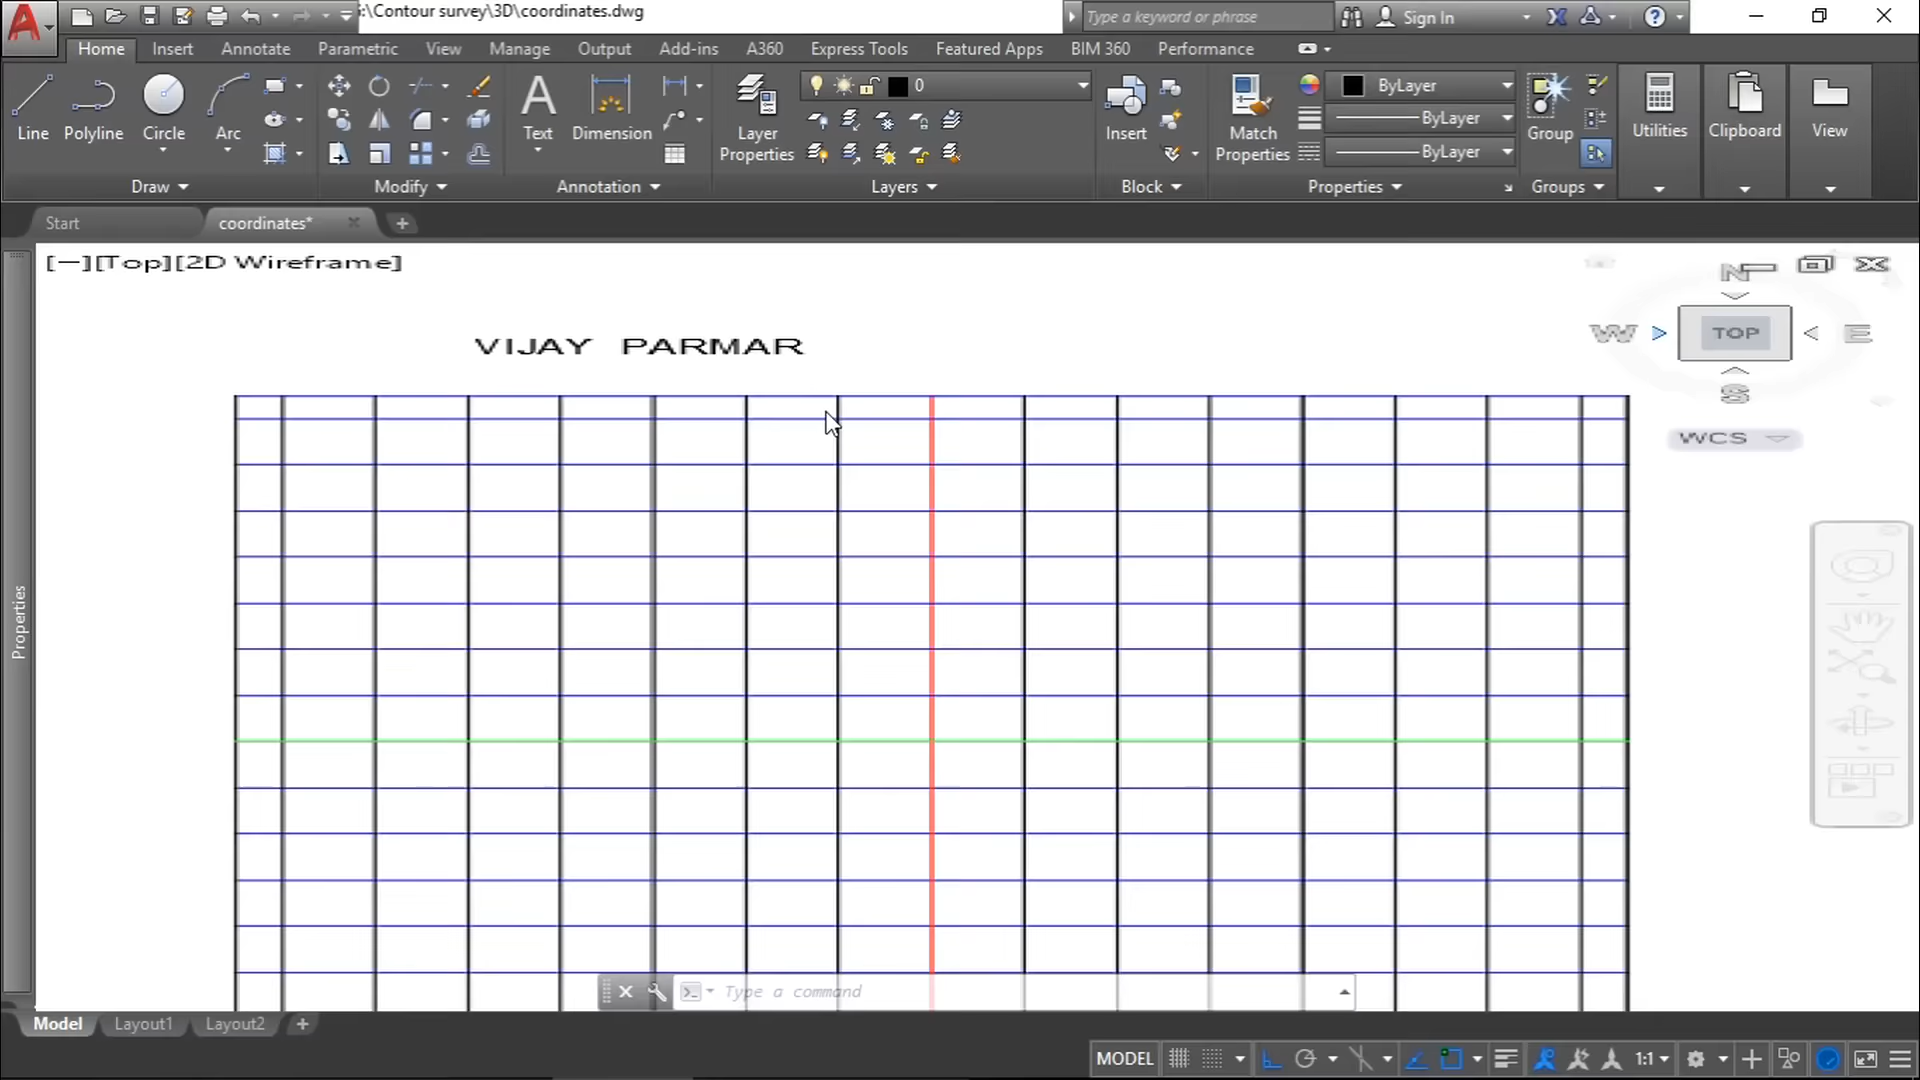 :\Contour survey\3D\coordinates.dwg
Type a keyword or phrase
Sign In
Home Insert Annotate Parametric View Manage Output Add-ins A360 Express Tools Featured Apps BIM 360 Performance
0
ByLayer
ByLayer
ByLayer
Line Polyline Circle Arc
Text Dimension
Layer Properties
Insert
Match Properties
Group
Utilities Clipboard View
Draw Modify Annotation Layers Block Properties Groups
Start coordinates*
[—][Top][2D Wireframe]
VIJAY PARMAR
N
W TOP E
S
WCS
Properties
Type a command
Model Layout1 Layout2
MODEL 1:1